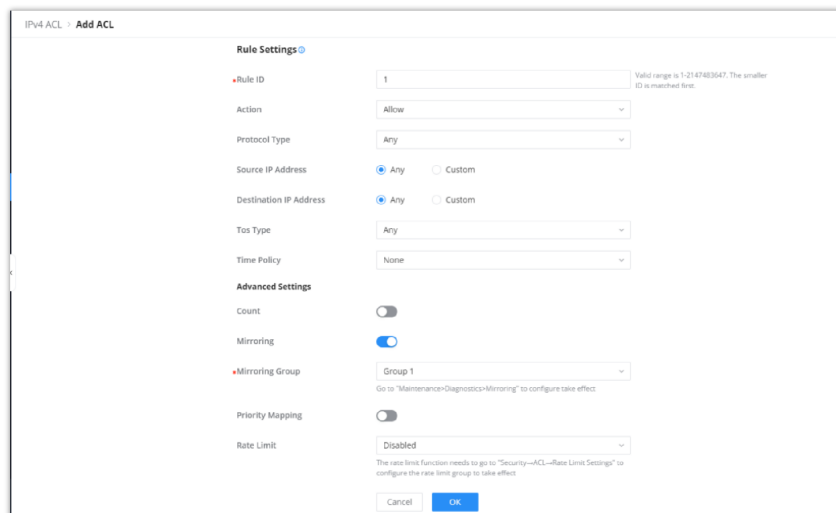 IPv4 ACL > Add ACL
Rule Settings
*Rule ID 1 Valid range is 1-2147483647. The smaller
ID is matched first.
Action Allow
Protocol Type Any
Source IP Address Any Custom
Destination IP Address Any Custom
Tos Type Any
Time Policy None
Advanced Settings
Count
Mirroring
*Mirroring Group Group 1
Go to "Maintenance>Diagnostics>Mirroring" to configure take effect
Priority Mapping
Rate Limit Disabled
The rate limit function needs to go to "Security→ACL→Rate Limit Settings" to
configure the rate limit group to take effect
Cancel OK